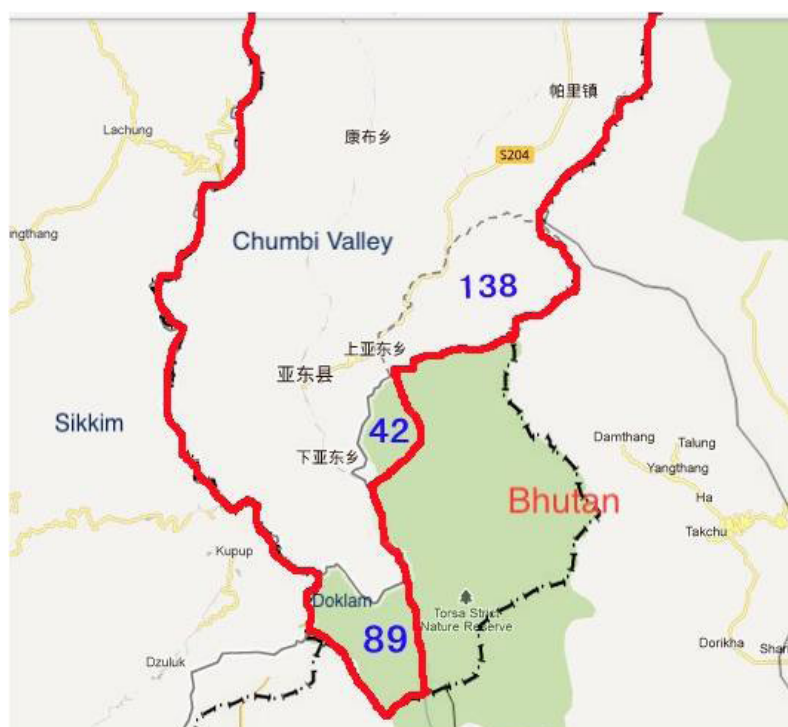 帕里镇
Lachung
康布乡
S204
ngthang
Chumbi Valley
138
上亚东乡
亚东县
Sikkim
42
下亚东乡
Damthang
Talung
Yangthang
Bhutan
Ha
Takchu
Kupup
Doklam
Torsa Strict
Nature Reserve
89
Dorikha
Shari
Dzuluk